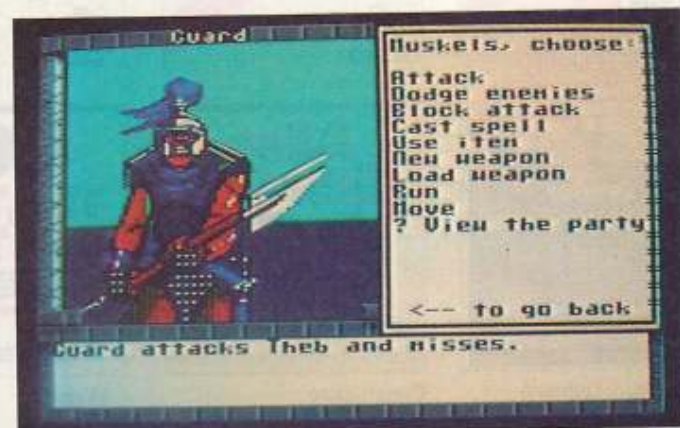 Guard
Muskels, choose:
Attack
Dodge enemies
Block attack
Cast spell
Use item
New weapon
Load weapon
Run
Move
? View the party
<-- to go back
Guard attacks Theb and misses.